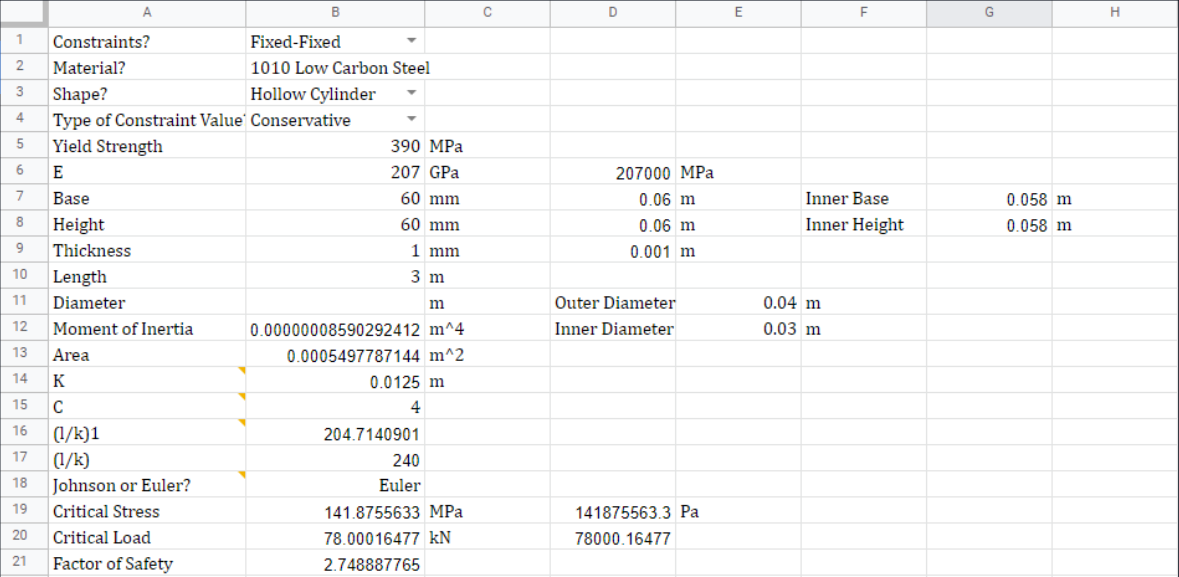 A B C D E F G H
1 Constraints? Fixed-Fixed
2 Material? 1010 Low Carbon Steel
3 Shape? Hollow Cylinder
4 Type of Constraint Value' Conservative
5 Yield Strength 390 MPa
6 E 207 GPa 207000 MPa
7 Base 60 mm 0.06 m Inner Base 0.058 m
8 Height 60 mm 0.06 m Inner Height 0.058 m
9 Thickness 1 mm 0.001 m
10 Length 3 m
11 Diameter m Outer Diameter 0.04 m
12 Moment of Inertia 0.00000008590292412 m^4 Inner Diameter 0.03 m
13 Area 0.0005497787144 m^2
14 K 0.0125 m
15 C 4
16 (l/k)1 204.7140901
17 (l/k) 240
18 Johnson or Euler? Euler
19 Critical Stress 141.8755633 MPa 141875563.3 Pa
20 Critical Load 78.00016477 kN 78000.16477
21 Factor of Safety 2.748887765